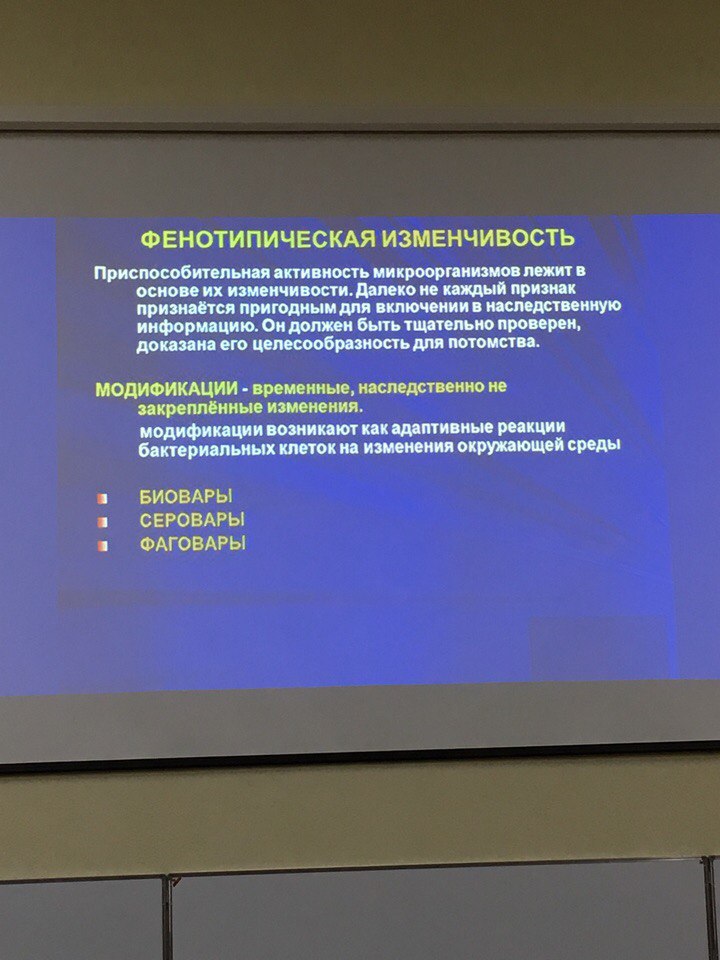 ФЕНОТИПИЧЕСКАЯ ИЗМЕНЧИВОСТЬ
Приспособительная активность микроорганизмов лежит в
основе их изменчивости. Далеко не каждый признак
признаётся пригодным для включении в наследственную
информацию. Он должен быть тщательно проверен,
доказана его целесообразность для потомства.
МОДИФИКАЦИИ - временные, наследственно не
закреплённые изменения.
модификации возникают как адаптивные реакции
бактериальных клеток на изменения окружающей среды
БИОВАРЫ
СЕРОВАРЫ
ФАГОВАРЫ